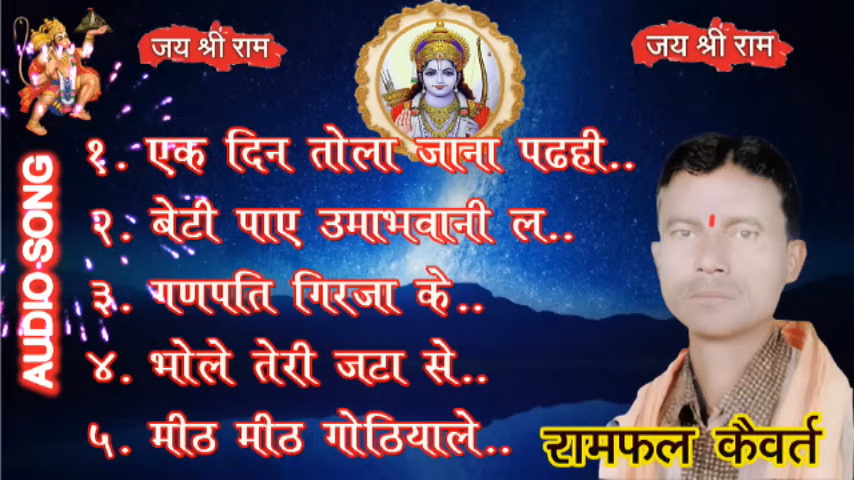 जय श्री राम
जय श्री राम
१. एक दिन तोला जाना पढही..
२. बेटी पाए उमाभवानी ल..
३. गणपति गिरजा के..
४. भोले तेरी जटा से..
५. मीठ मीठ गोठियाले..
AUDIO SONG
रामफल कैवर्त